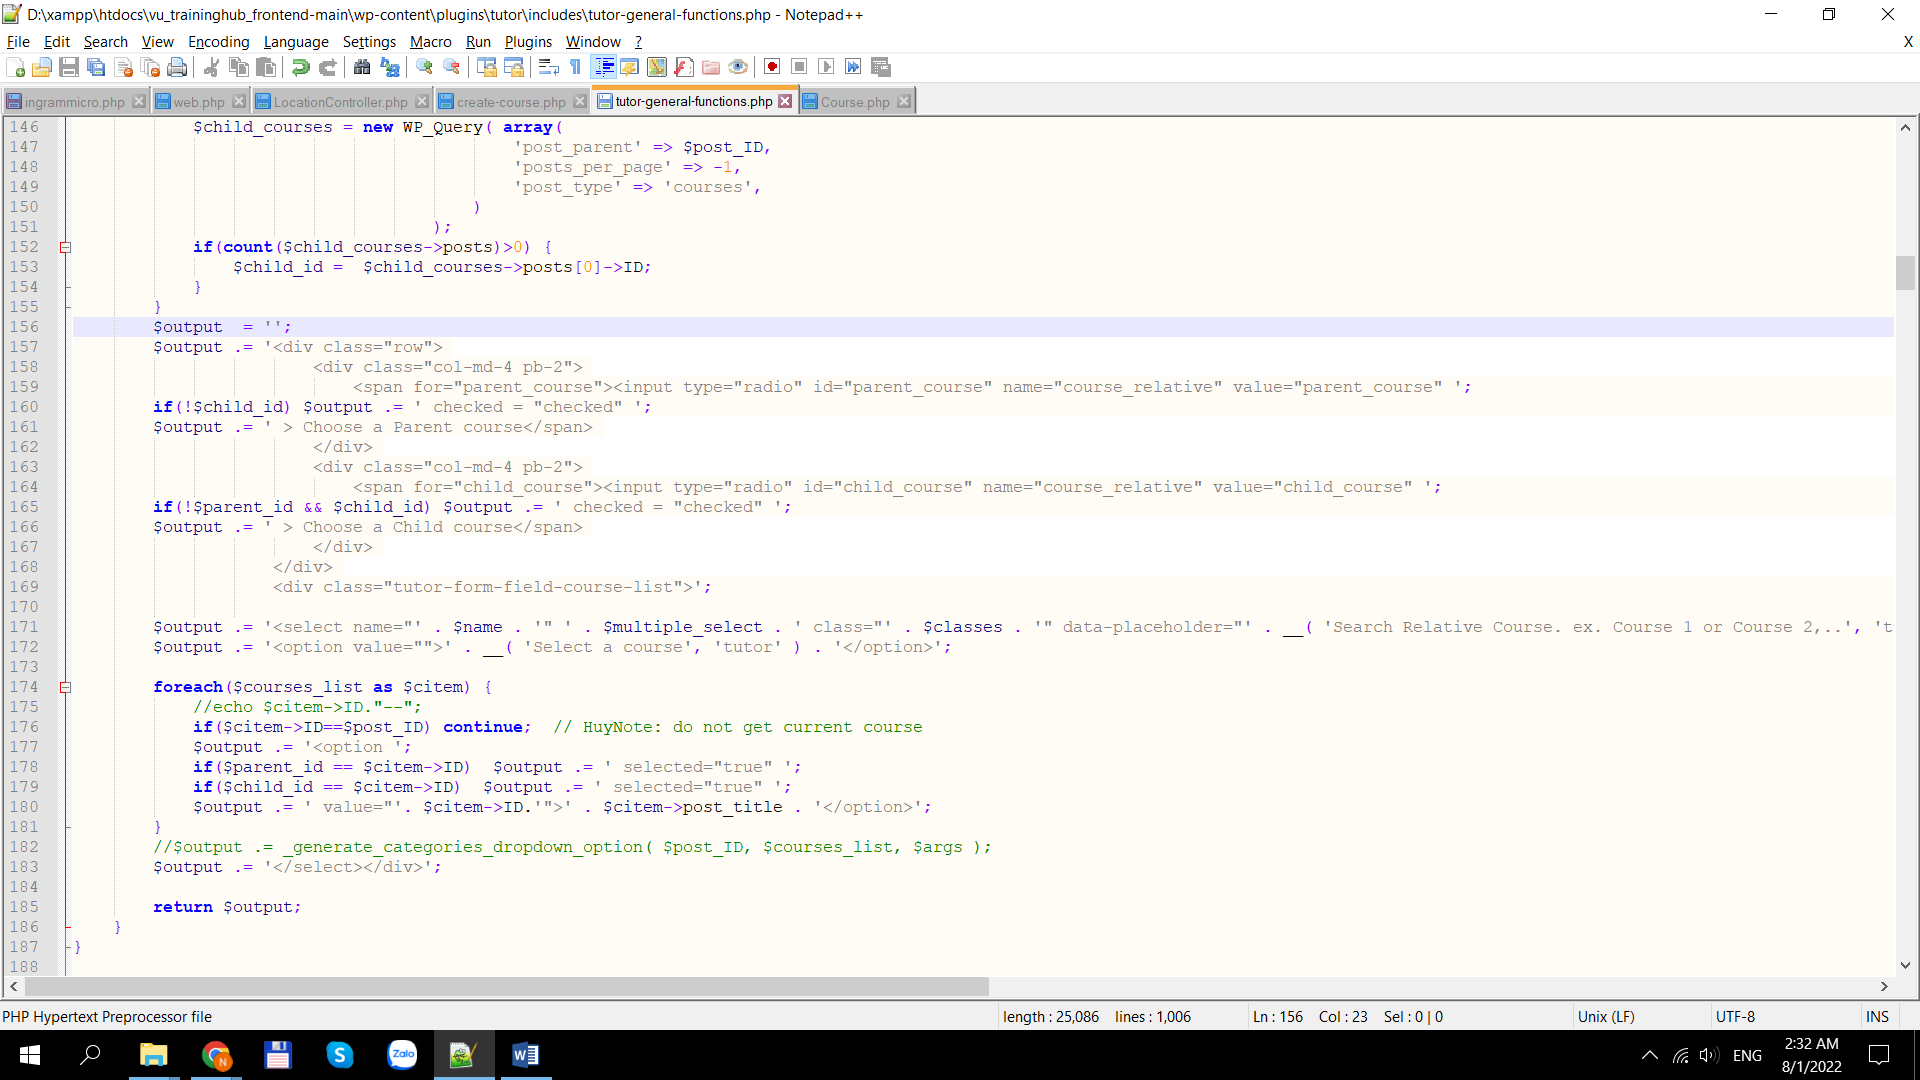 D:\xampp\htdocs\vu_traininghub_frontend-main\wp-content\plugins\tutor\includes\tutor-general-functions.php - Notepad++
File Edit Search View Encoding Language Settings Macro Run Plugins Window ? X
ingrammicro.php web.php LocationController.php create-course.php tutor-general-functions.php Course.php
146 $child_courses = new WP_Query( array(
147 'post_parent' => $post_ID,
148 'posts_per_page' => -1,
149 'post_type' => 'courses',
150 )
151 );
152 if(count($child_courses->posts)>0) {
153 $child_id =  $child_courses->posts[0]->ID;
154 }
155 }
156 $output  = '';
157 $output .= '<div class="row">
158 <div class="col-md-4 pb-2">
159 <span for="parent_course"><input type="radio" id="parent_course" name="course_relative" value="parent_course" ';
160 if(!$child_id) $output .= ' checked = "checked" ';
161 $output .= ' > Choose a Parent course</span>
162 </div>
163 <div class="col-md-4 pb-2">
164 <span for="child_course"><input type="radio" id="child_course" name="course_relative" value="child_course" ';
165 if(!$parent_id && $child_id) $output .= ' checked = "checked" ';
166 $output .= ' > Choose a Child course</span>
167 </div>
168 </div>
169 <div class="tutor-form-field-course-list">';
170
171 $output .= '<select name="' . $name . '" ' . $multiple_select . ' class="' . $classes . '" data-placeholder="' . __( 'Search Relative Course. ex. Course 1 or Course 2,..', 't
172 $output .= '<option value="">' . __( 'Select a course', 'tutor' ) . '</option>';
173
174 foreach($courses_list as $citem) {
175 //echo $citem->ID."--";
176 if($citem->ID==$post_ID) continue;  // HuyNote: do not get current course
177 $output .= '<option ';
178 if($parent_id == $citem->ID)  $output .= ' selected="true" ';
179 if($child_id == $citem->ID)  $output .= ' selected="true" ';
180 $output .= ' value="'. $citem->ID.'">' . $citem->post_title . '</option>';
181 }
182 //$output .= _generate_categories_dropdown_option( $post_ID, $courses_list, $args );
183 $output .= '</select></div>';
184
185 return $output;
186 }
187 }
188
PHP Hypertext Preprocessor file length : 25,086 lines : 1,006 Ln : 156 Col : 23 Sel : 0 | 0 Unix (LF) UTF-8 INS
Zalo ENG 2:32 AM
8/1/2022